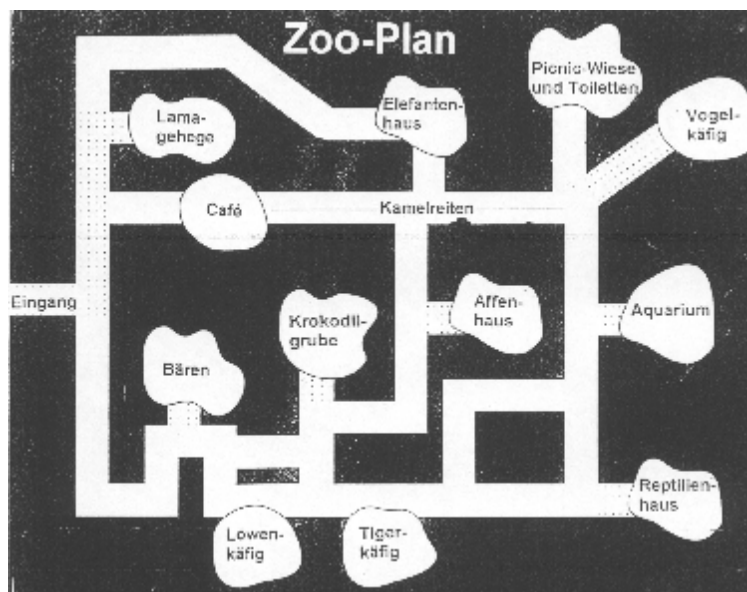 Zoo-Plan
Picnic-Wiese
und Toiletten
Elefanten-
haus
Lama-
gehege
Vogel-
käfig
Café
Kamelreiten
Eingang
Krokodil-
grube
Affen-
haus
Aquarium
Bären
Reptilien-
haus
Lowen-
käfig
Tiger-
käfig